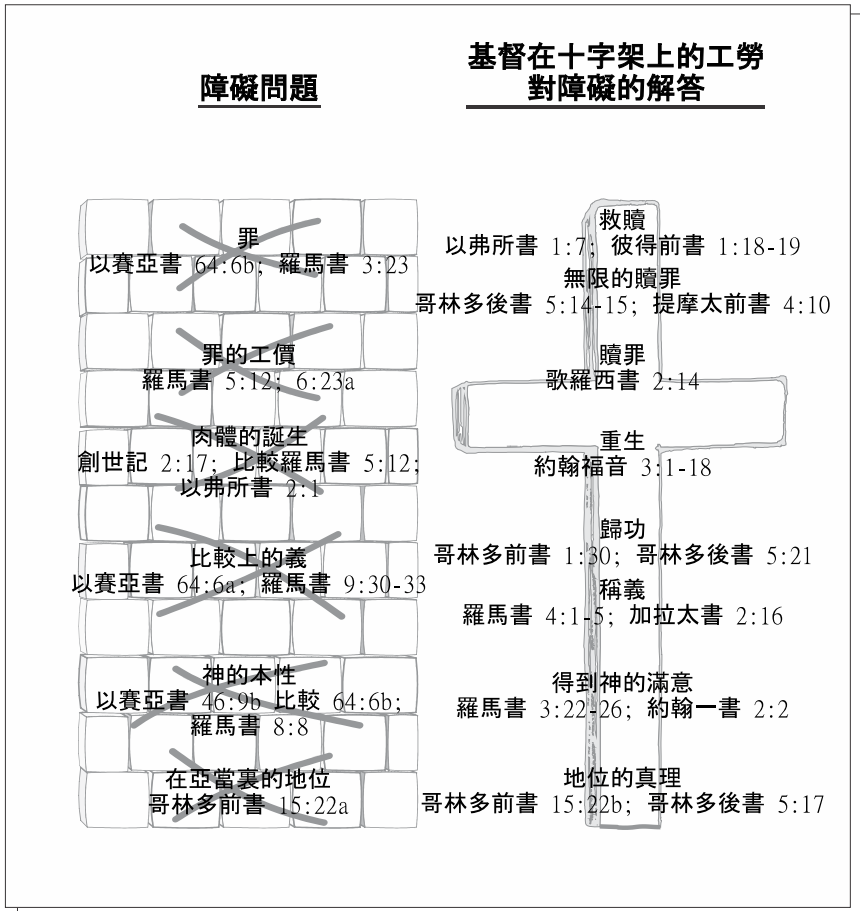 障礙問題
基督在十字架上的工勞
對障礙的解答
罪
以賽亞書 64:6b; 羅馬書 3:23
罪的工價
羅馬書 5:12; 6:23a
肉體的誕生
創世記 2:17; 比較羅馬書 5:12;
以弗所書 2:1
比較上的義
以賽亞書 64:6a; 羅馬書 9:30-33
神的本性
以賽亞書 46:9b 比較 64:6b;
羅馬書 8:8
在亞當裏的地位
哥林多前書 15:22a
救贖
以弗所書 1:7; 彼得前書 1:18-19
無限的贖罪
哥林多後書 5:14-15; 提摩太前書 4:10
贖罪
歌羅西書 2:14
重生
約翰福音 3:1-18
歸功
哥林多前書 1:30; 哥林多後書 5:21
稱義
羅馬書 4:1-5; 加拉太書 2:16
得到神的滿意
羅馬書 3:22-26; 約翰一書 2:2
地位的真理
哥林多前書 15:22b; 哥林多後書 5:17